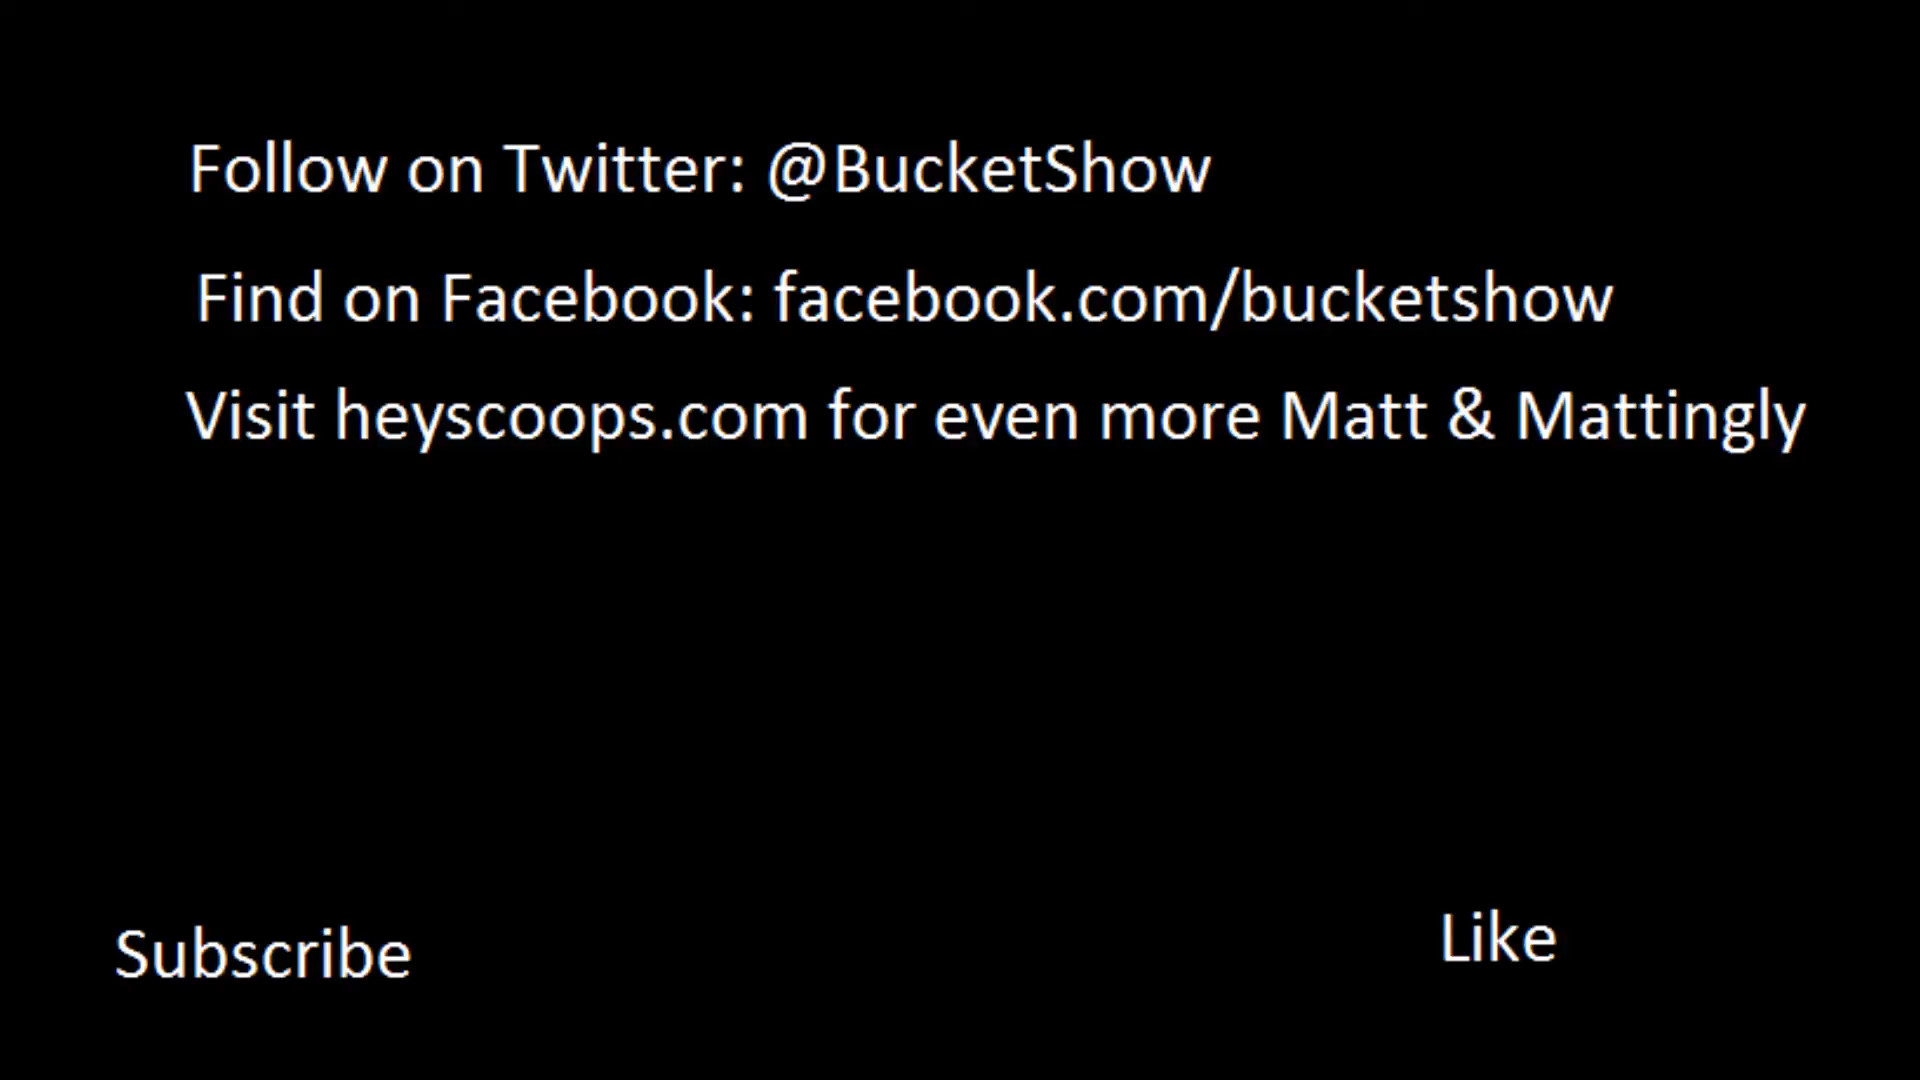 Follow on Twitter: @BucketShow
Find on Facebook: facebook.com/bucketshow
Visit heyscoops.com for even more Matt & Mattingly
Subscribe
Like